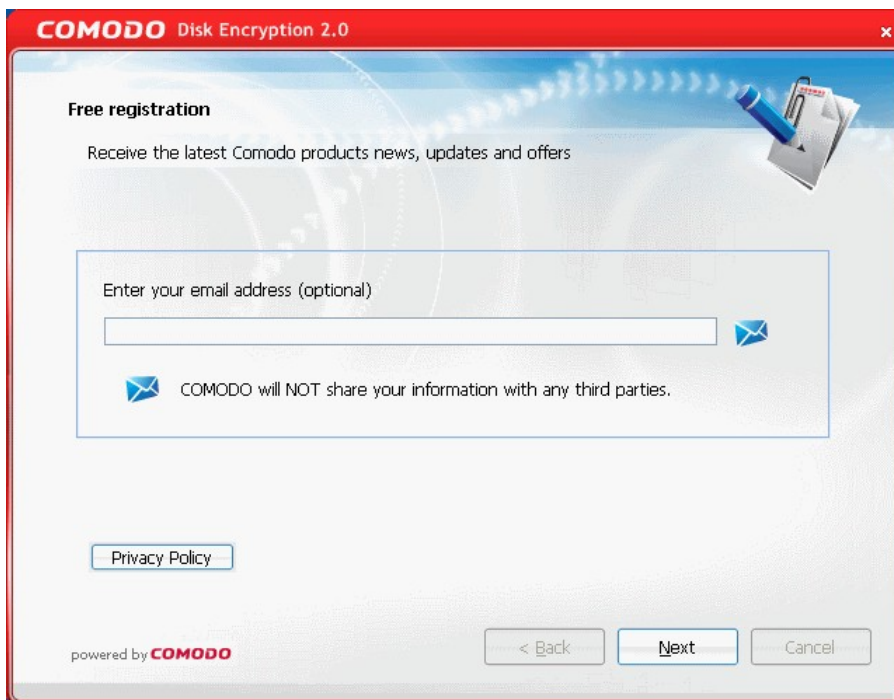 COMODO Disk Encryption 2.0
Free registration
Receive the latest Comodo products news, updates and offers
Enter your email address (optional)
COMODO will NOT share your information with any third parties.
Privacy Policy
powered by COMODO
< Back
Next
Cancel